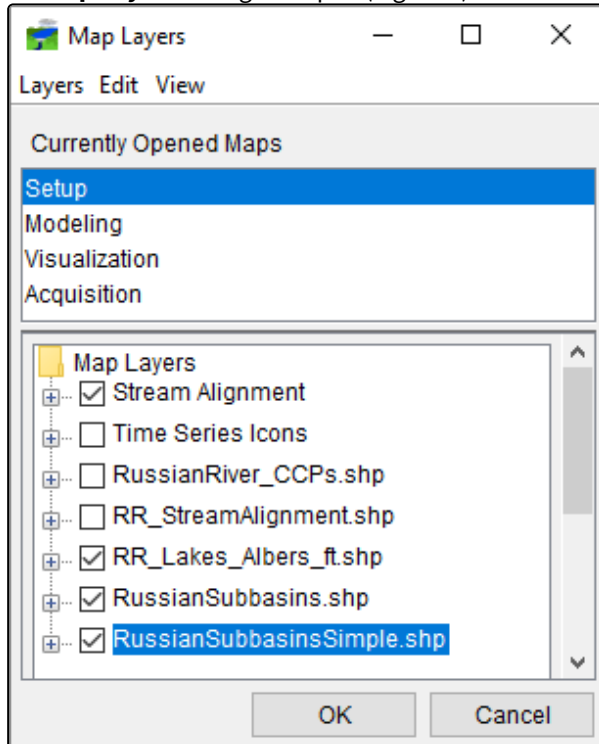 Map Layers
Layers Edit View
Currently Opened Maps
Setup
Modeling
Visualization
Acquisition
Map Layers
Stream Alignment
Time Series Icons
RussianRiver_CCPs.shp
RR_StreamAlignment.shp
RR_Lakes_Albers_ft.shp
RussianSubbasins.shp
RussianSubbasinsSimple.shp
OK Cancel